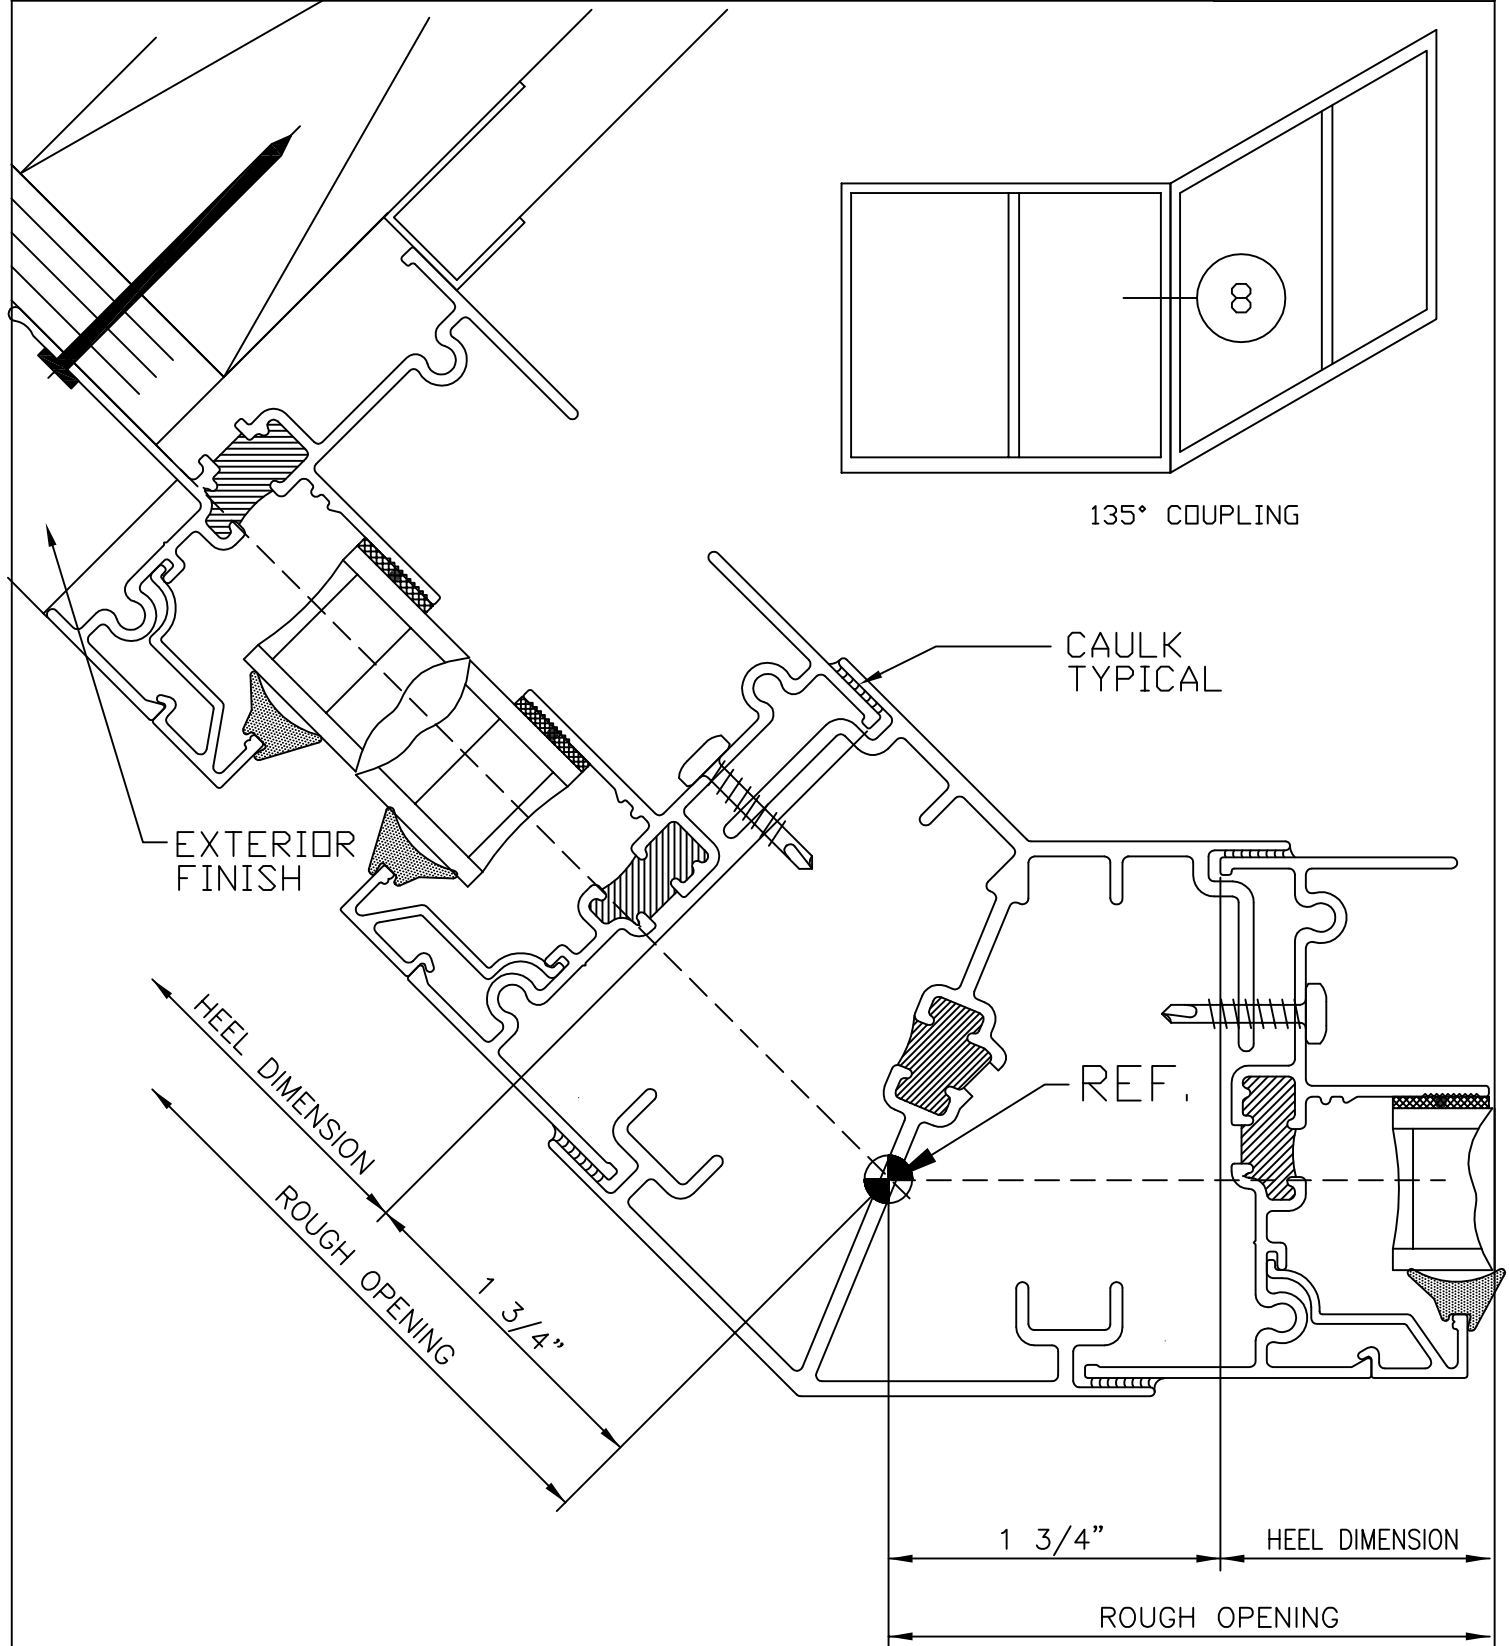 8
135° COUPLING
CAULK
TYPICAL
EXTERIOR
FINISH
REF.
HEEL DIMENSION
ROUGH OPENING
1 3/4”
1 3/4”
HEEL DIMENSION
ROUGH OPENING